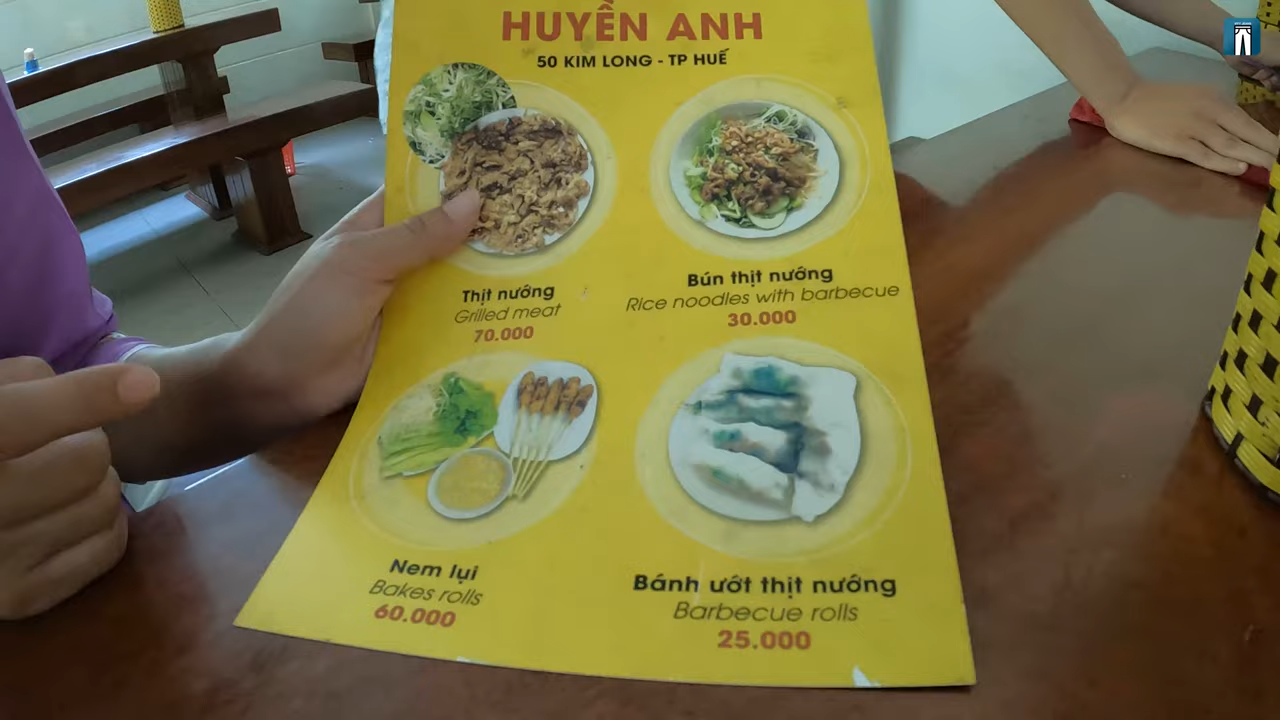 HUYỀN ANH
50 KIM LONG - TP HUẾ
Thịt nướng
Grilled meat
70.000
Bún thịt nướng
Rice noodles with barbecue
30.000
Nem lụi
Bakes rolls
60.000
Bánh ướt thịt nướng
Barbecue rolls
25.000